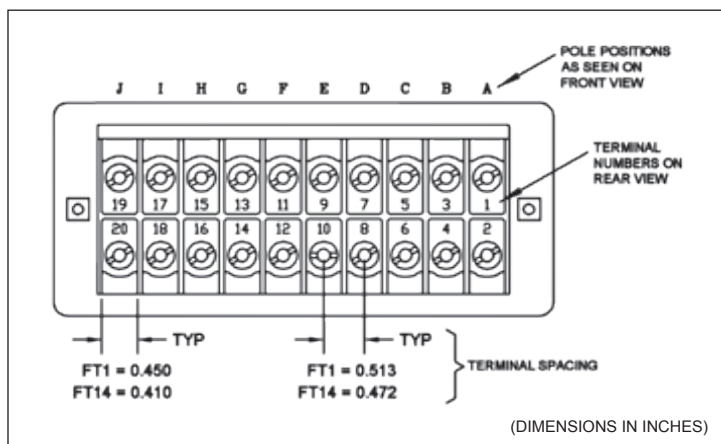 POLE POSITIONS
AS SEEN ON
FRONT VIEW
J I H G F E D C B A
TERMINAL
NUMBERS ON
REAR VIEW
19 17 15 13 11 9 7 5 3 1
20 18 16 14 12 10 8 6 4 2
TYP
FT1 = 0.450
FT14 = 0.410
TYP
FT1 = 0.513
FT14 = 0.472
TERMINAL SPACING
(DIMENSIONS IN INCHES)